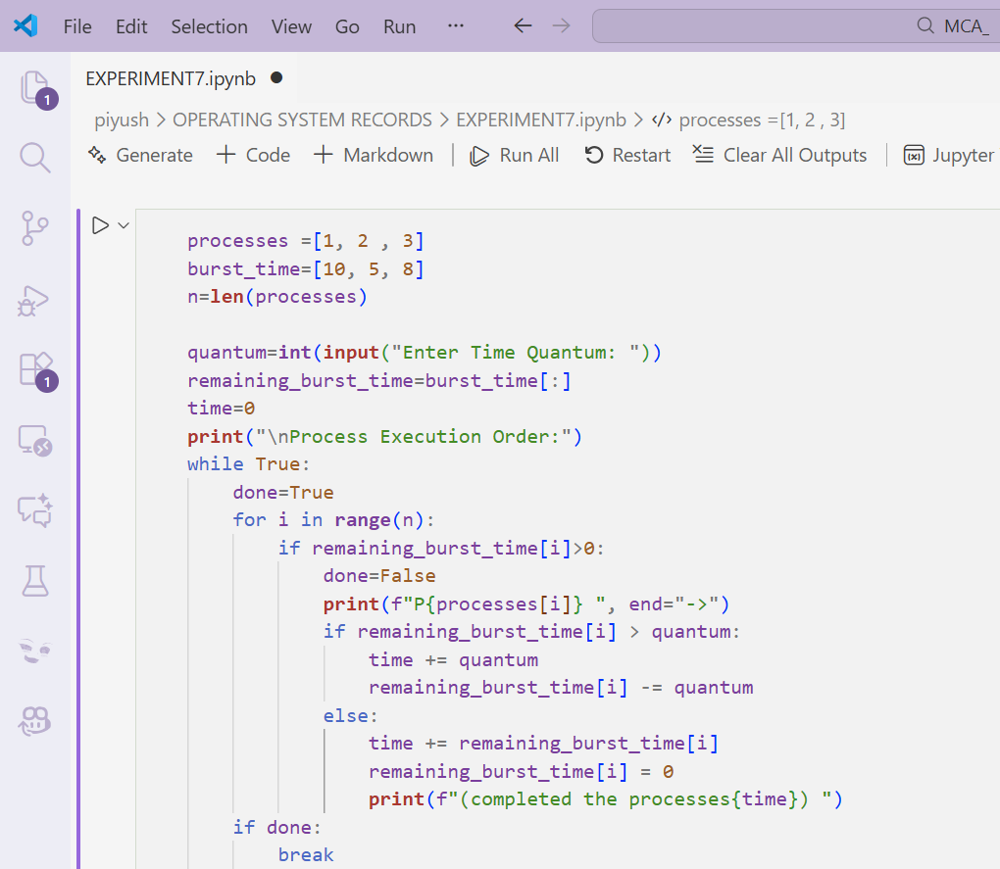 File Edit Selection View Go Run ··· MCA_
EXPERIMENT7.ipynb
piyush > OPERATING SYSTEM RECORDS > EXPERIMENT7.ipynb > </> processes =[1, 2 , 3]
Generate + Code + Markdown | Run All Restart Clear All Outputs | Jupyter
1
1
processes =[1, 2 , 3]
burst_time=[10, 5, 8]
n=len(processes)
quantum=int(input("Enter Time Quantum: "))
remaining_burst_time=burst_time[:]
time=0
print("\nProcess Execution Order:")
while True:
    done=True
    for i in range(n):
        if remaining_burst_time[i]>0:
            done=False
            print(f"P{processes[i]} ", end="->")
            if remaining_burst_time[i] > quantum:
                time += quantum
                remaining_burst_time[i] -= quantum
            else:
                time += remaining_burst_time[i]
                remaining_burst_time[i] = 0
                print(f"(completed the processes{time}) ")
    if done:
        break